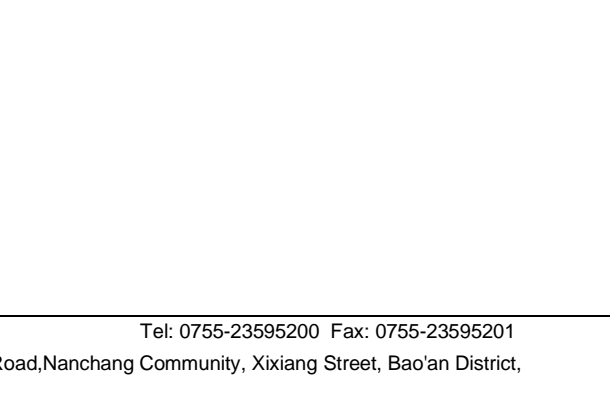 Tel: 0755-23595200 Fax: 0755-23595201
Road,Nanchang Community, Xixiang Street, Bao'an District,